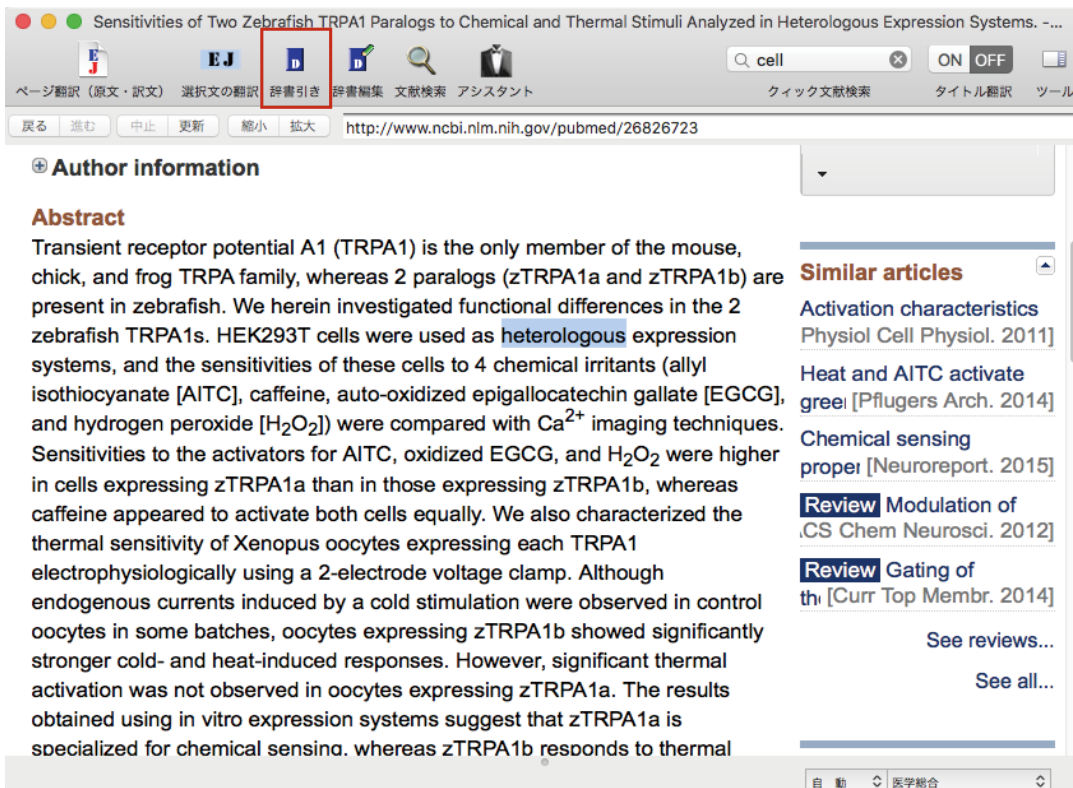 Sensitivities of Two Zebrafish TRPA1 Paralogs to Chemical and Thermal Stimuli Analyzed in Heterologous Expression Systems. -...
E
J
E J
D
D
cell
ON OFF
ページ翻訳（原文・訳文） 選択文の翻訳 辞書引き 辞書編集 文献検索 アシスタント クィック文献検索 タイトル翻訳 ツール
戻る 進む 中止 更新 縮小 拡大 http://www.ncbi.nlm.nih.gov/pubmed/26826723
Author information
Abstract
Transient receptor potential A1 (TRPA1) is the only member of the mouse,
chick, and frog TRPA family, whereas 2 paralogs (zTRPA1a and zTRPA1b) are
present in zebrafish. We herein investigated functional differences in the 2
zebrafish TRPA1s. HEK293T cells were used as heterologous expression
systems, and the sensitivities of these cells to 4 chemical irritants (allyl
isothiocyanate [AITC], caffeine, auto-oxidized epigallocatechin gallate [EGCG],
and hydrogen peroxide [H₂O₂]) were compared with Ca²⁺ imaging techniques.
Sensitivities to the activators for AITC, oxidized EGCG, and H₂O₂ were higher
in cells expressing zTRPA1a than in those expressing zTRPA1b, whereas
caffeine appeared to activate both cells equally. We also characterized the
thermal sensitivity of Xenopus oocytes expressing each TRPA1
electrophysiologically using a 2-electrode voltage clamp. Although
endogenous currents induced by a cold stimulation were observed in control
oocytes in some batches, oocytes expressing zTRPA1b showed significantly
stronger cold- and heat-induced responses. However, significant thermal
activation was not observed in oocytes expressing zTRPA1a. The results
obtained using in vitro expression systems suggest that zTRPA1a is
specialized for chemical sensing, whereas zTRPA1b responds to thermal
Similar articles
Activation characteristics
Physiol Cell Physiol. 2011]
Heat and AITC activate
gree [Pflugers Arch. 2014]
Chemical sensing
proper [Neuroreport. 2015]
Review Modulation of
CS Chem Neurosci. 2012]
Review Gating of
th [Curr Top Membr. 2014]
See reviews...
See all...
自 動 医学総合